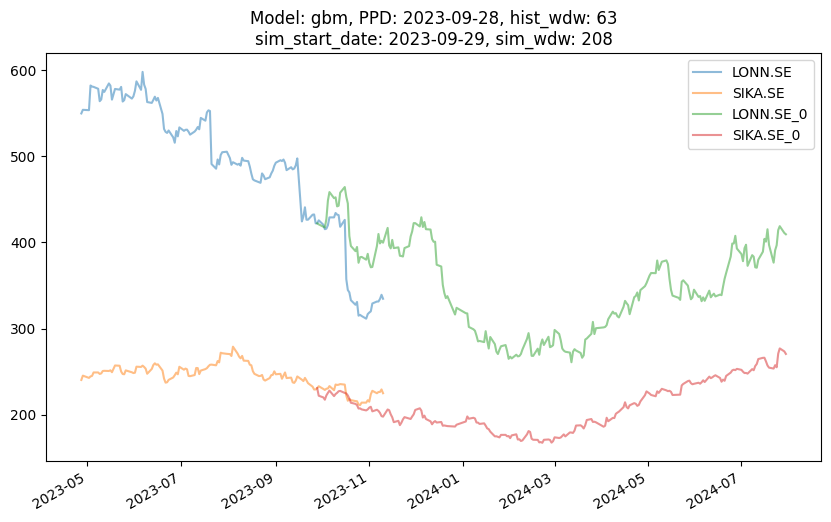 Model: gbm, PPD: 2023-09-28, hist_wdw: 63
sim_start_date: 2023-09-29, sim_wdw: 208
LONN.SE
SIKA.SE
LONN.SE_0
SIKA.SE_0
600
500
400
300
200
2023-05
2023-07
2023-09
2023-11
2024-01
2024-03
2024-05
2024-07